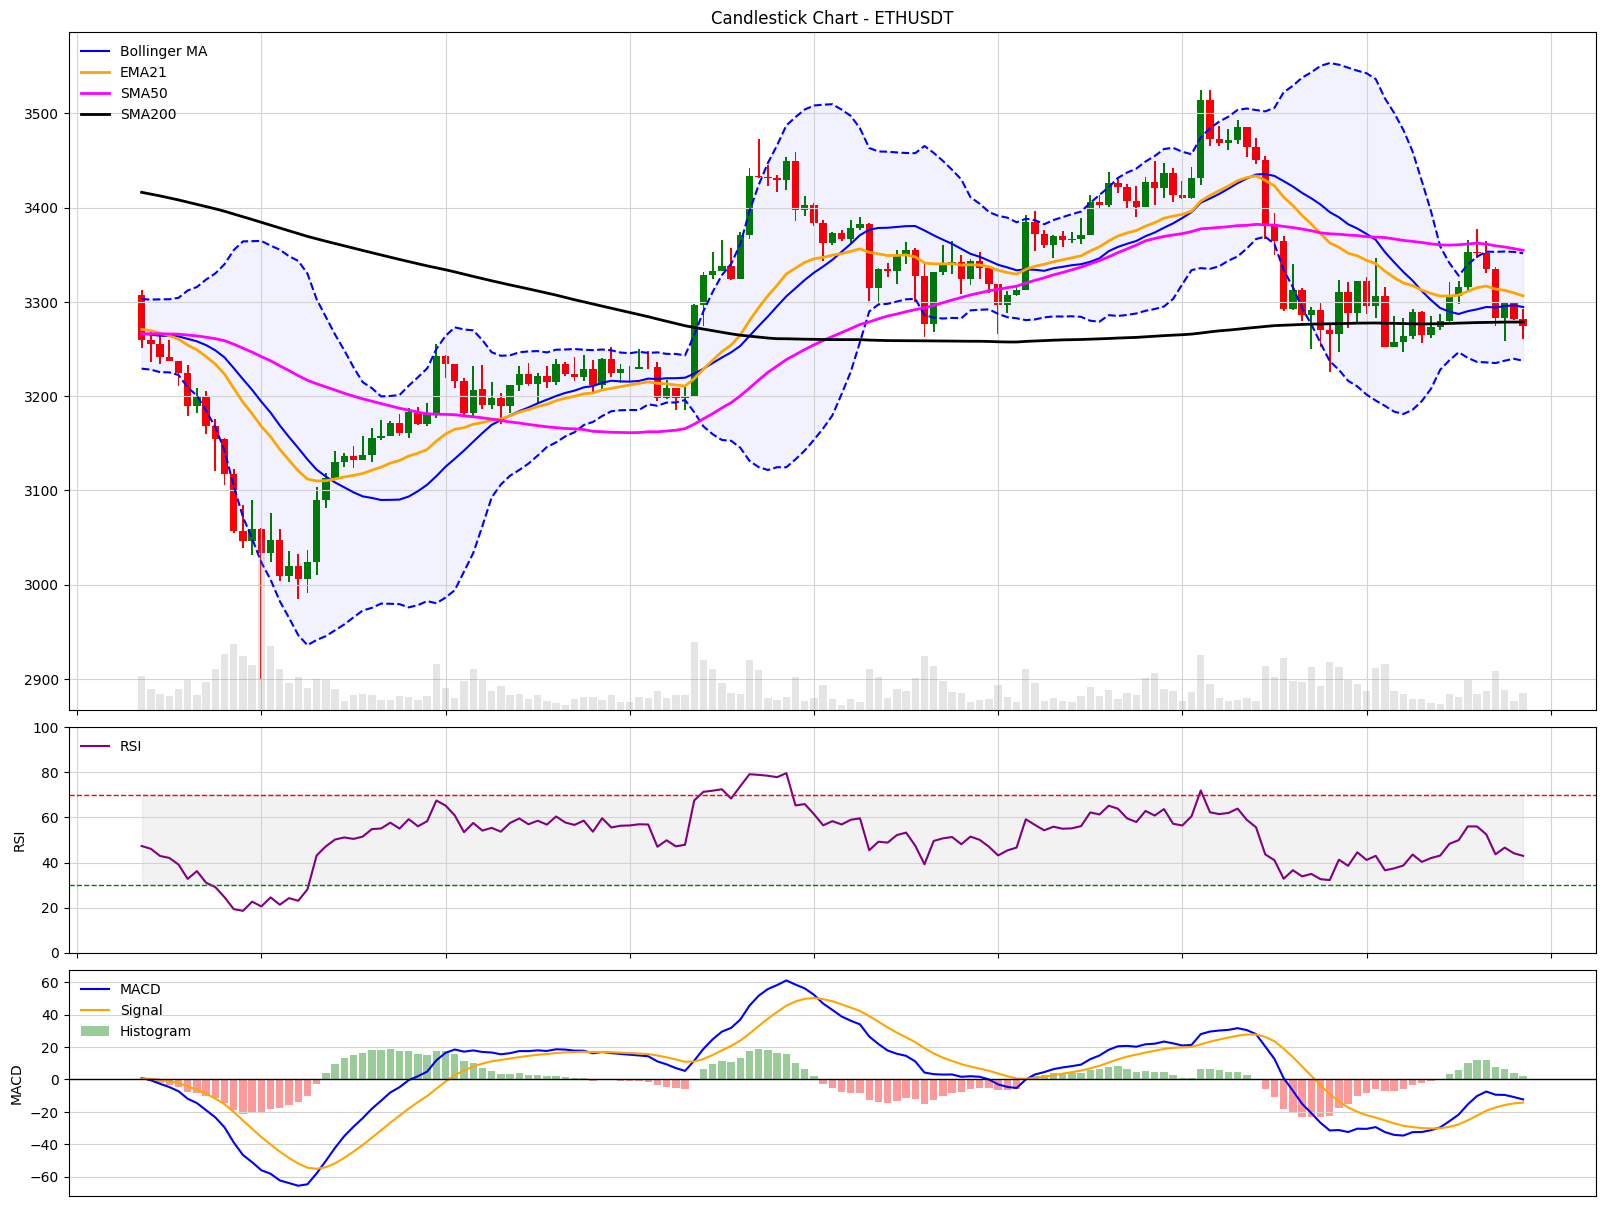 Candlestick Chart - ETHUSDT
Bollinger MA
EMA21
SMA50
SMA200
3500
3400
3300
3200
3100
3000
2900
RSI
RSI
100
80
60
40
20
0
MACD
Signal
Histogram
MACD
60
40
20
0
−20
−40
−60